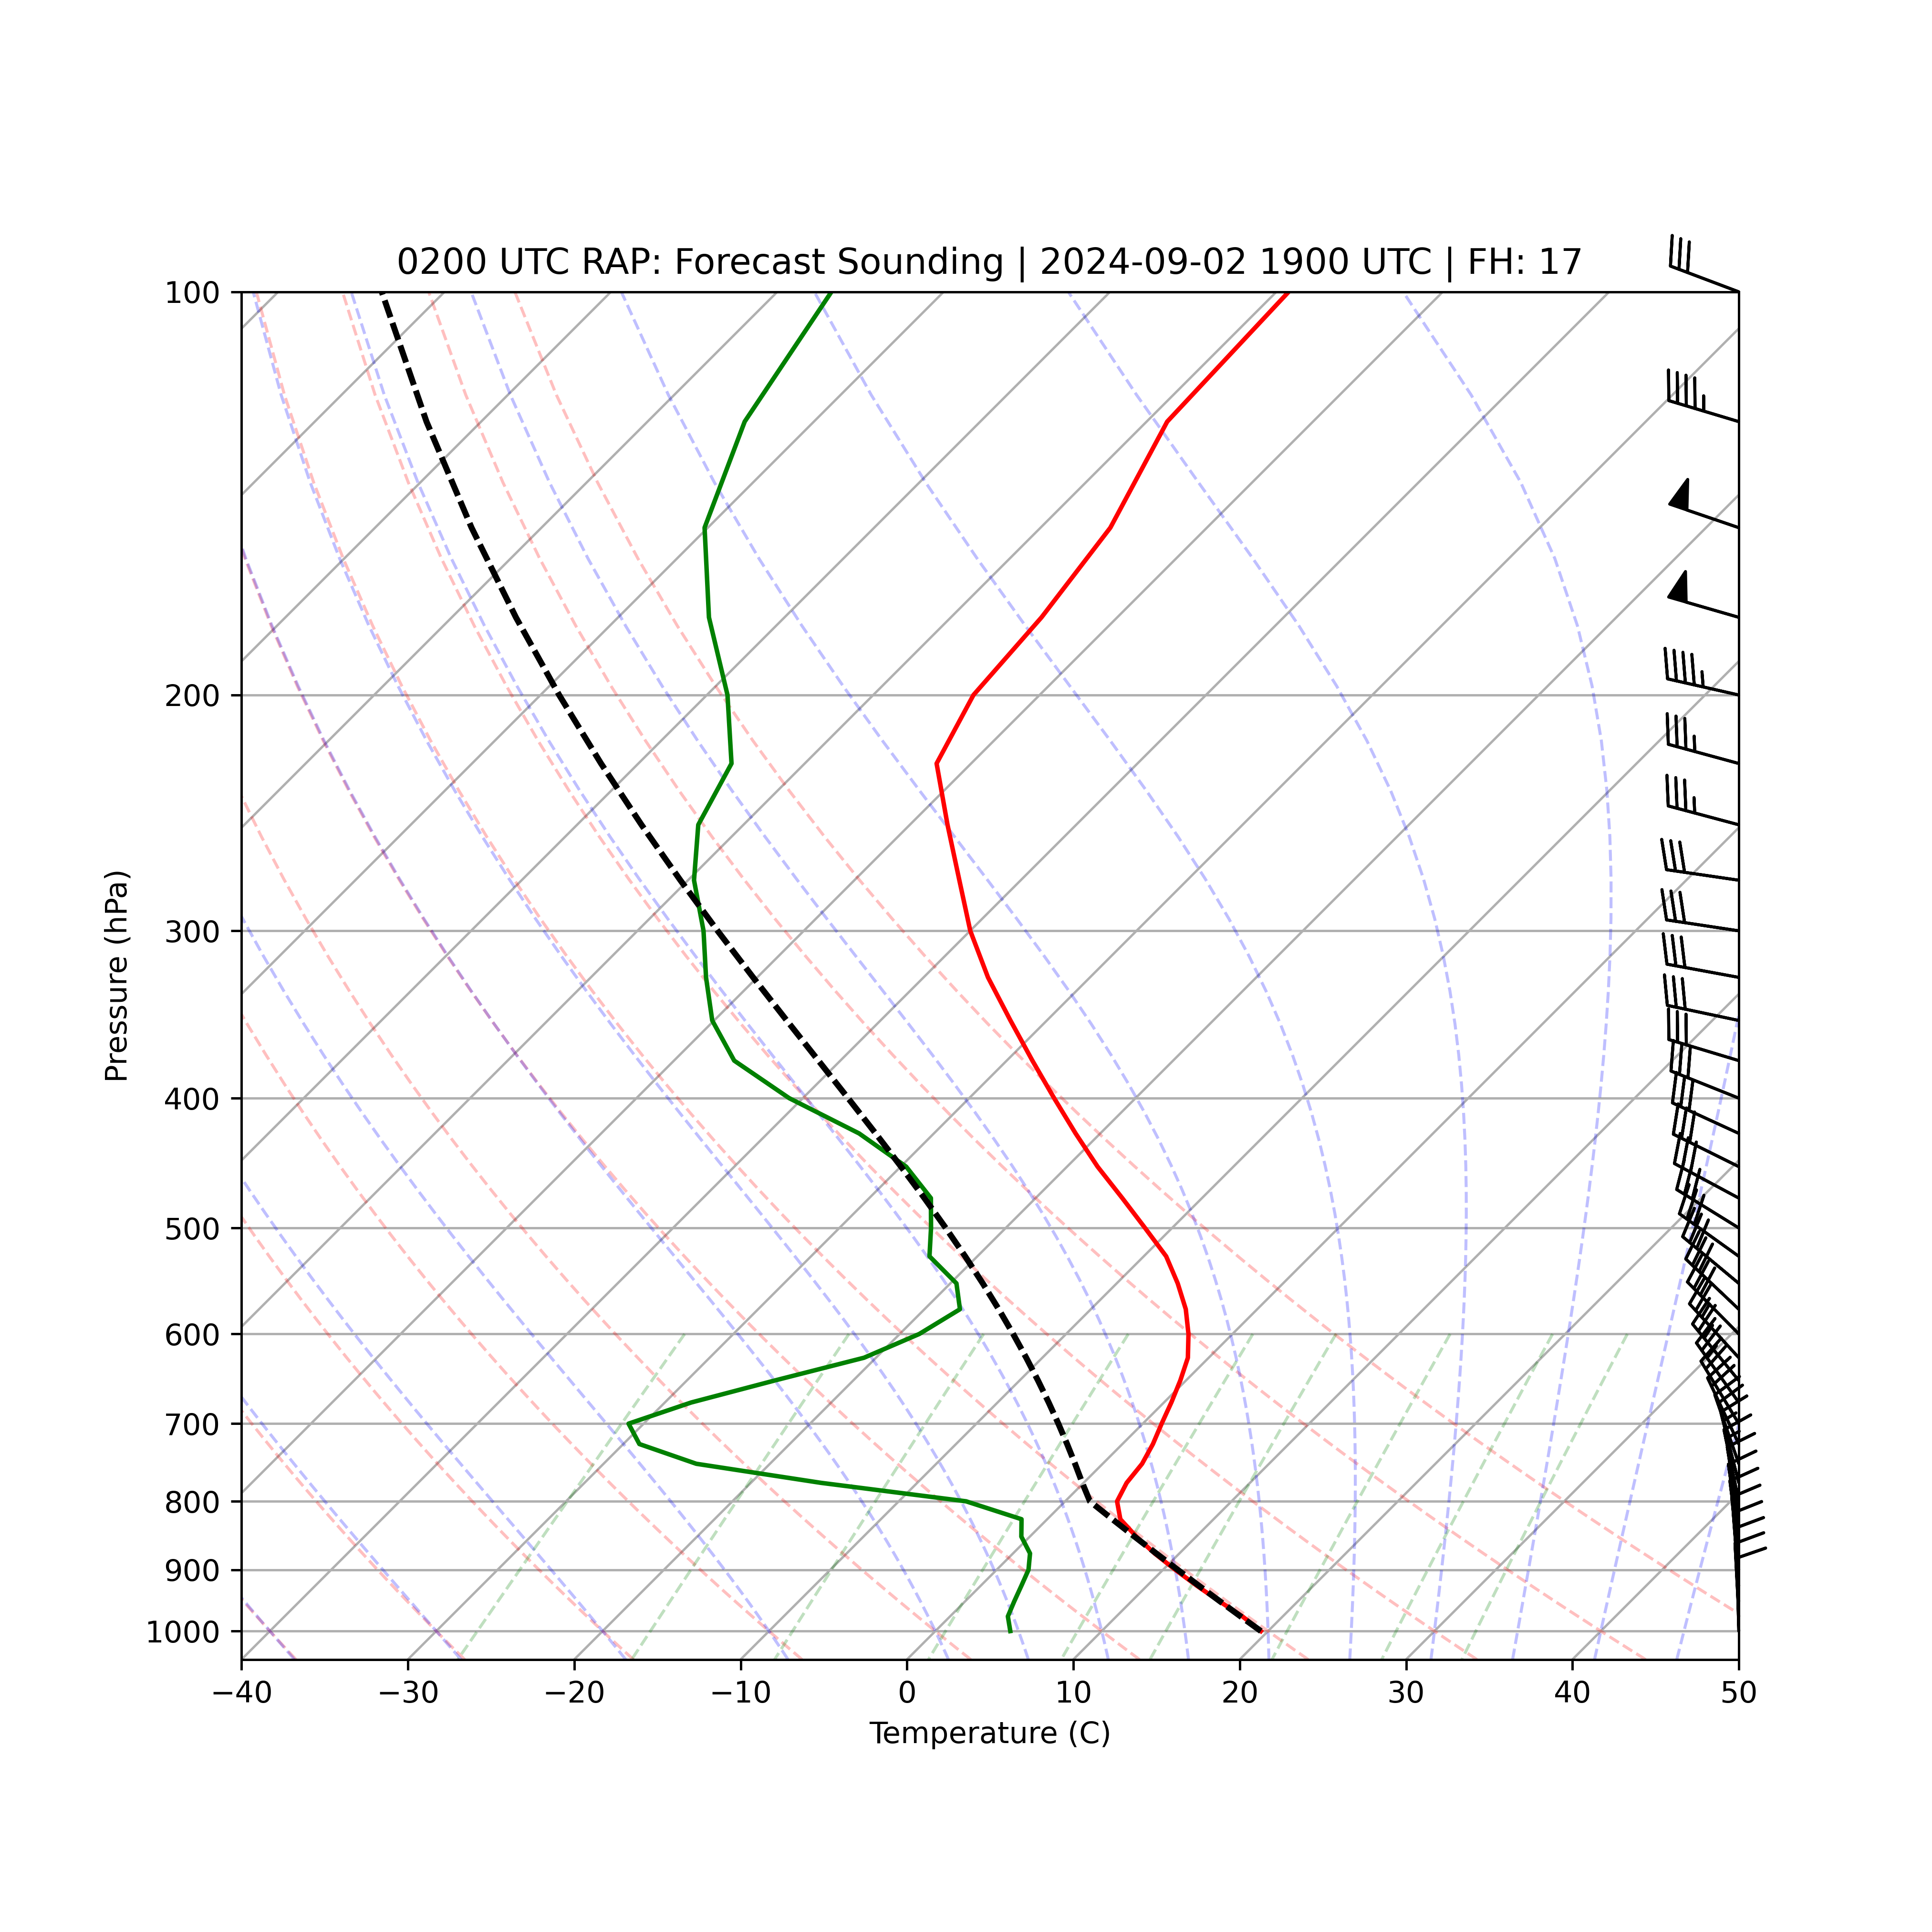 0200 UTC RAP: Forecast Sounding | 2024-09-02 1900 UTC | FH: 17
100
200
300
400
500
600
700
800
900
1000
Pressure (hPa)
−40 −30 −20 −10 0 10 20 30 40 50
Temperature (C)